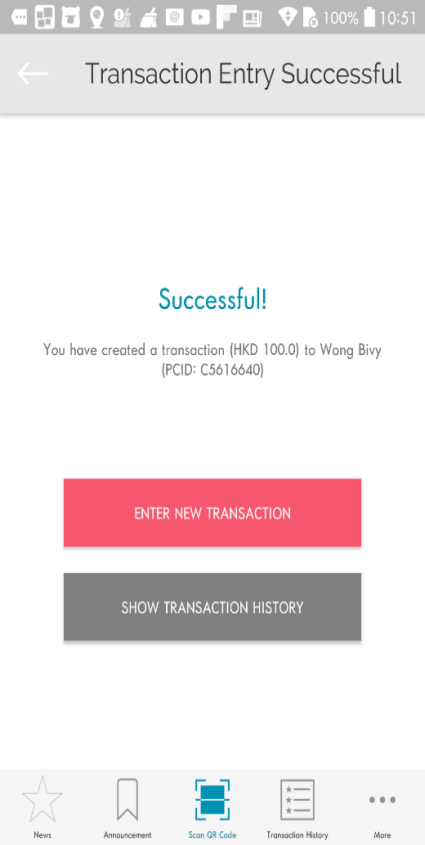 100% 10:51
Transaction Entry Successful
Successful!
You have created a transaction (HKD 100.0) to Wong Bivy
(PCID: C5616640)
ENTER NEW TRANSACTION
SHOW TRANSACTION HISTORY
News Announcement Scan QR Code Transaction History More